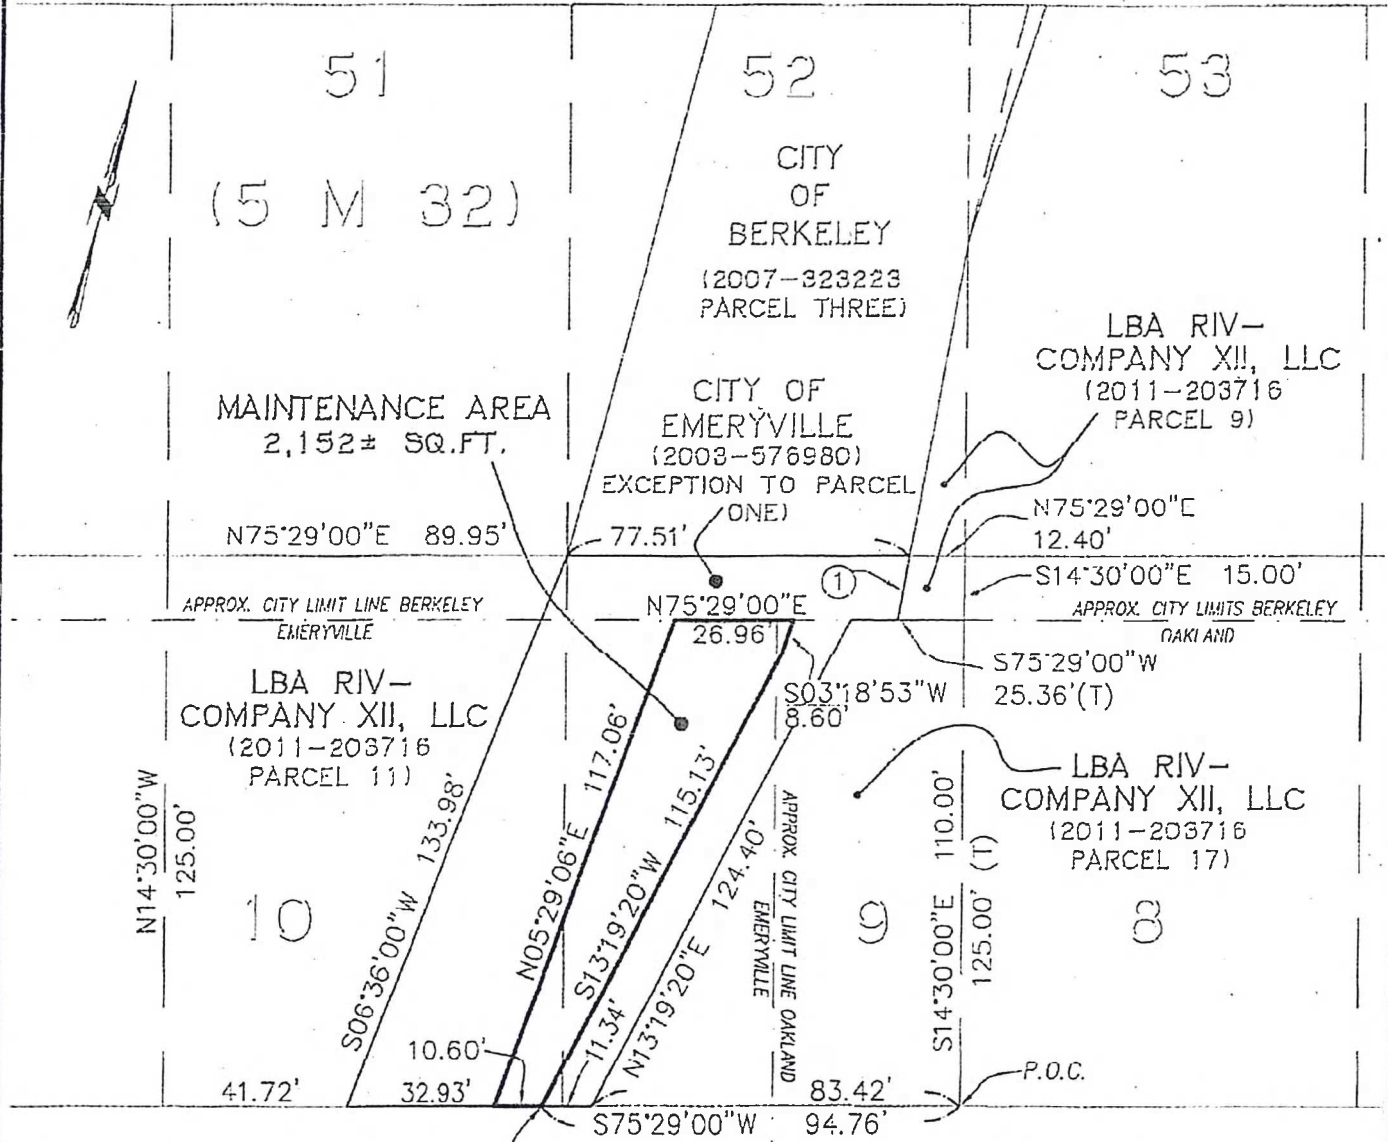 51
52
53
(5 M 32)
N
CITY
OF
BERKELEY
(2007-323223
PARCEL THREE)
LBA RIV-
COMPANY XII, LLC
(2011-203716
PARCEL 9)
MAINTENANCE AREA
2,152± SQ.FT.
CITY OF
EMERYVILLE
(2003-576980)
EXCEPTION TO PARCEL
ONE)
N75°29'00"E 89.95'
77.51'
N75°29'00"E
12.40'
1
S14°30'00"E 15.00'
APPROX. CITY LIMIT LINE BERKELEY
EMERYVILLE
N75°29'00"E
26.96'
APPROX. CITY LIMITS BERKELEY
OAKLAND
S75°29'00"W
25.36'(T)
S03°18'53"W
8.60'
LBA RIV-
COMPANY XII, LLC
(2011-203716
PARCEL 11)
LBA RIV-
COMPANY XII, LLC
(2011-203716
PARCEL 17)
N14°30'00"W
125.00'
S06°36'00"W 133.98'
N05°29'06"E 117.06'
S13°19'20"W 115.13'
N13°19'20"E 124.40'
APPROX. CITY LIMIT LINE OAKLAND
EMERYVILLE
S14°30'00"E 110.00'
125.00' (T)
10
9
8
10.60'
11.34'
41.72'
32.93'
83.42'
P.O.C.
S75°29'00"W 94.76'